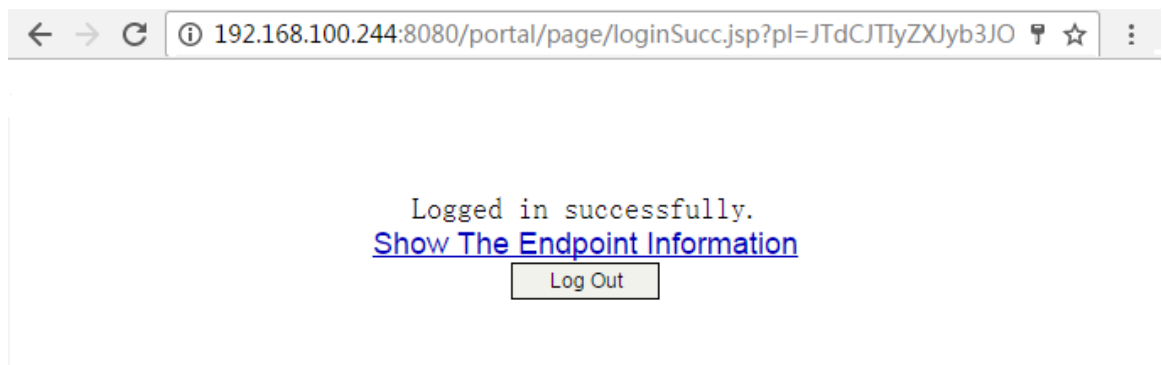 192.168.100.244:8080/portal/page/loginSucc.jsp?pl=JTdCJTIyZXJyb3JO
Logged in successfully.
Show The Endpoint Information
Log Out